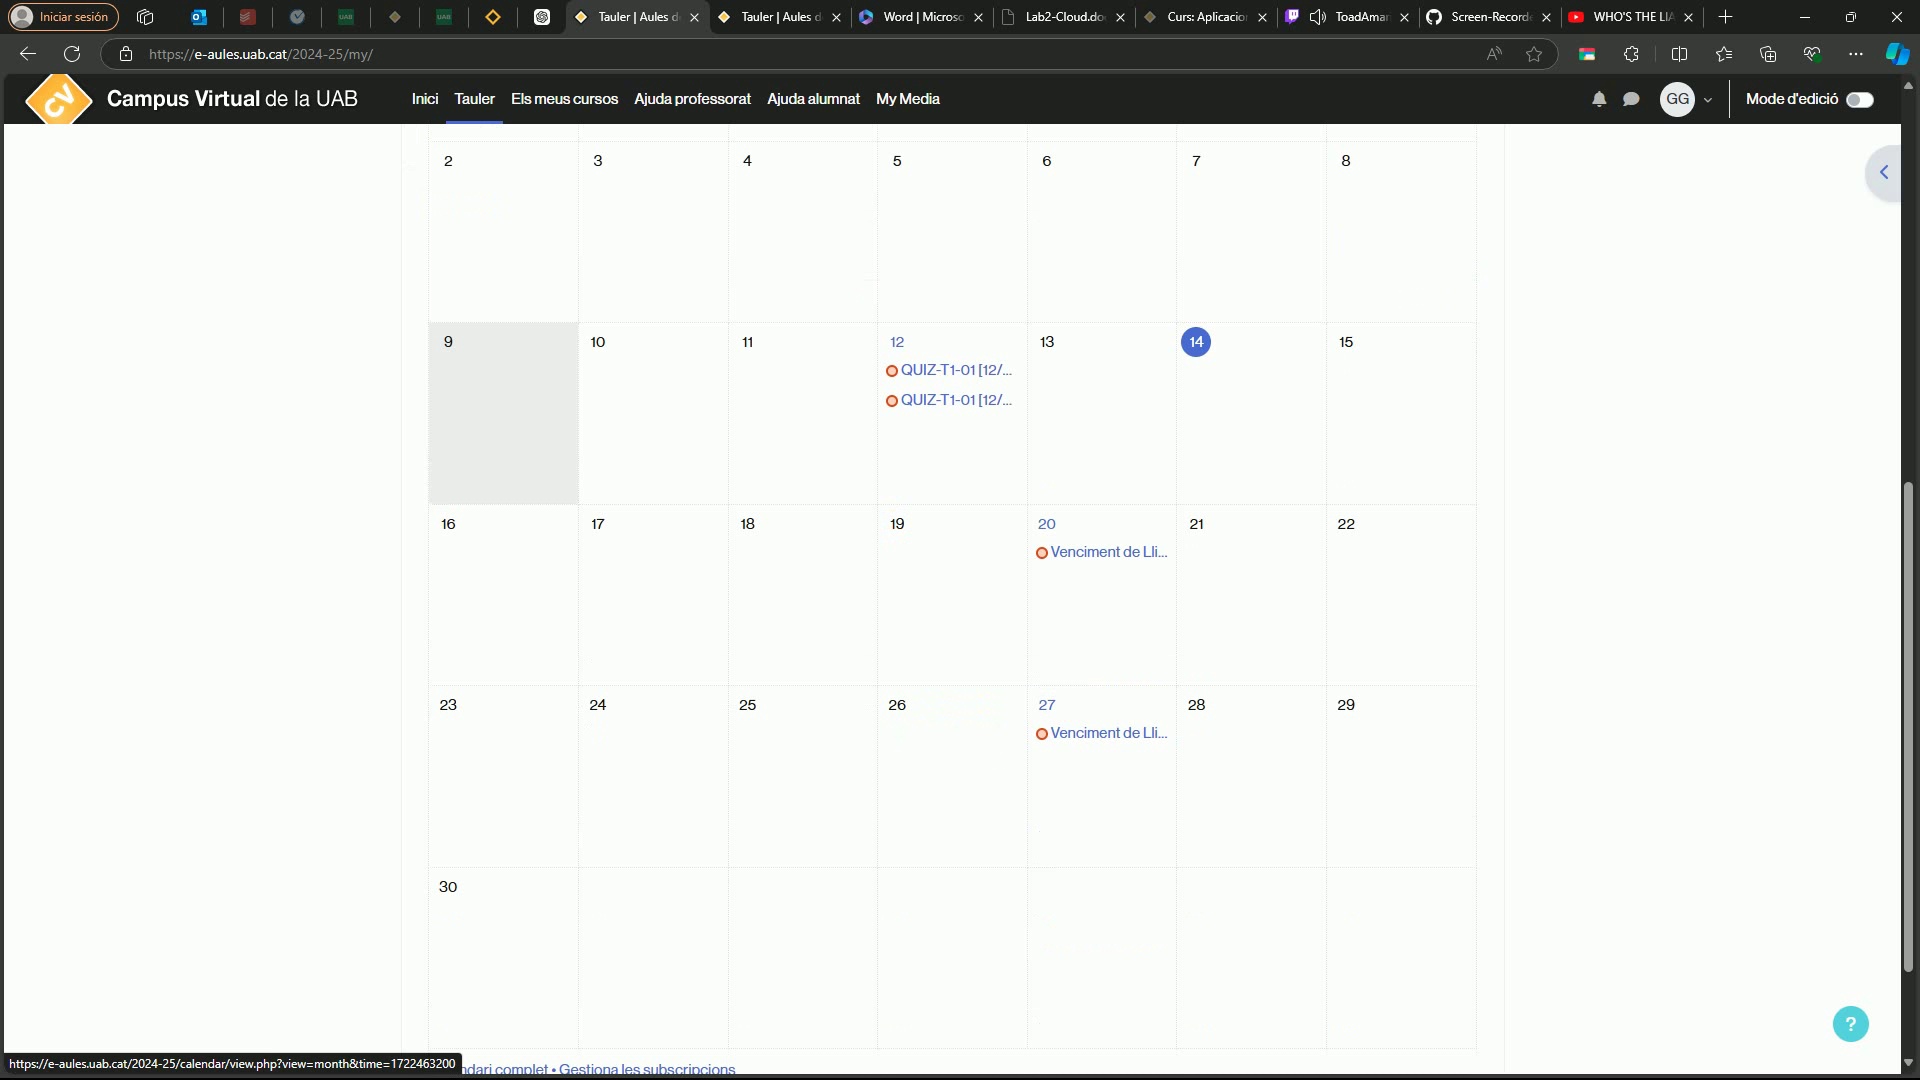 Iniciar sesión
UAB
UAB
Tauler | Aules d
Tauler | Aules d
Word | Micros
Lab2-Cloud.do
Curs: Aplicacio
ToadAmar
Screen-Record
WHO'S THE LIA
https://e-aules.uab.cat/2024-25/my/
CV
Campus Virtual de la UAB
Inici
Tauler
Els meus cursos
Ajuda professorat
Ajuda alumnat
My Media
GG
Mode d'edició
2 3 4 5 6 7 8
9 10 11 12 13 14 15
QUIZ-T1-01 [12/...
QUIZ-T1-01 [12/...
16 17 18 19 20 21 22
Venciment de Lli...
23 24 25 26 27 28 29
Venciment de Lli...
30
?
https://e-aules.uab.cat/2024-25/calendar/view.php?view=month&time=1722463200
ndari complet • Gestiona les subscripcions